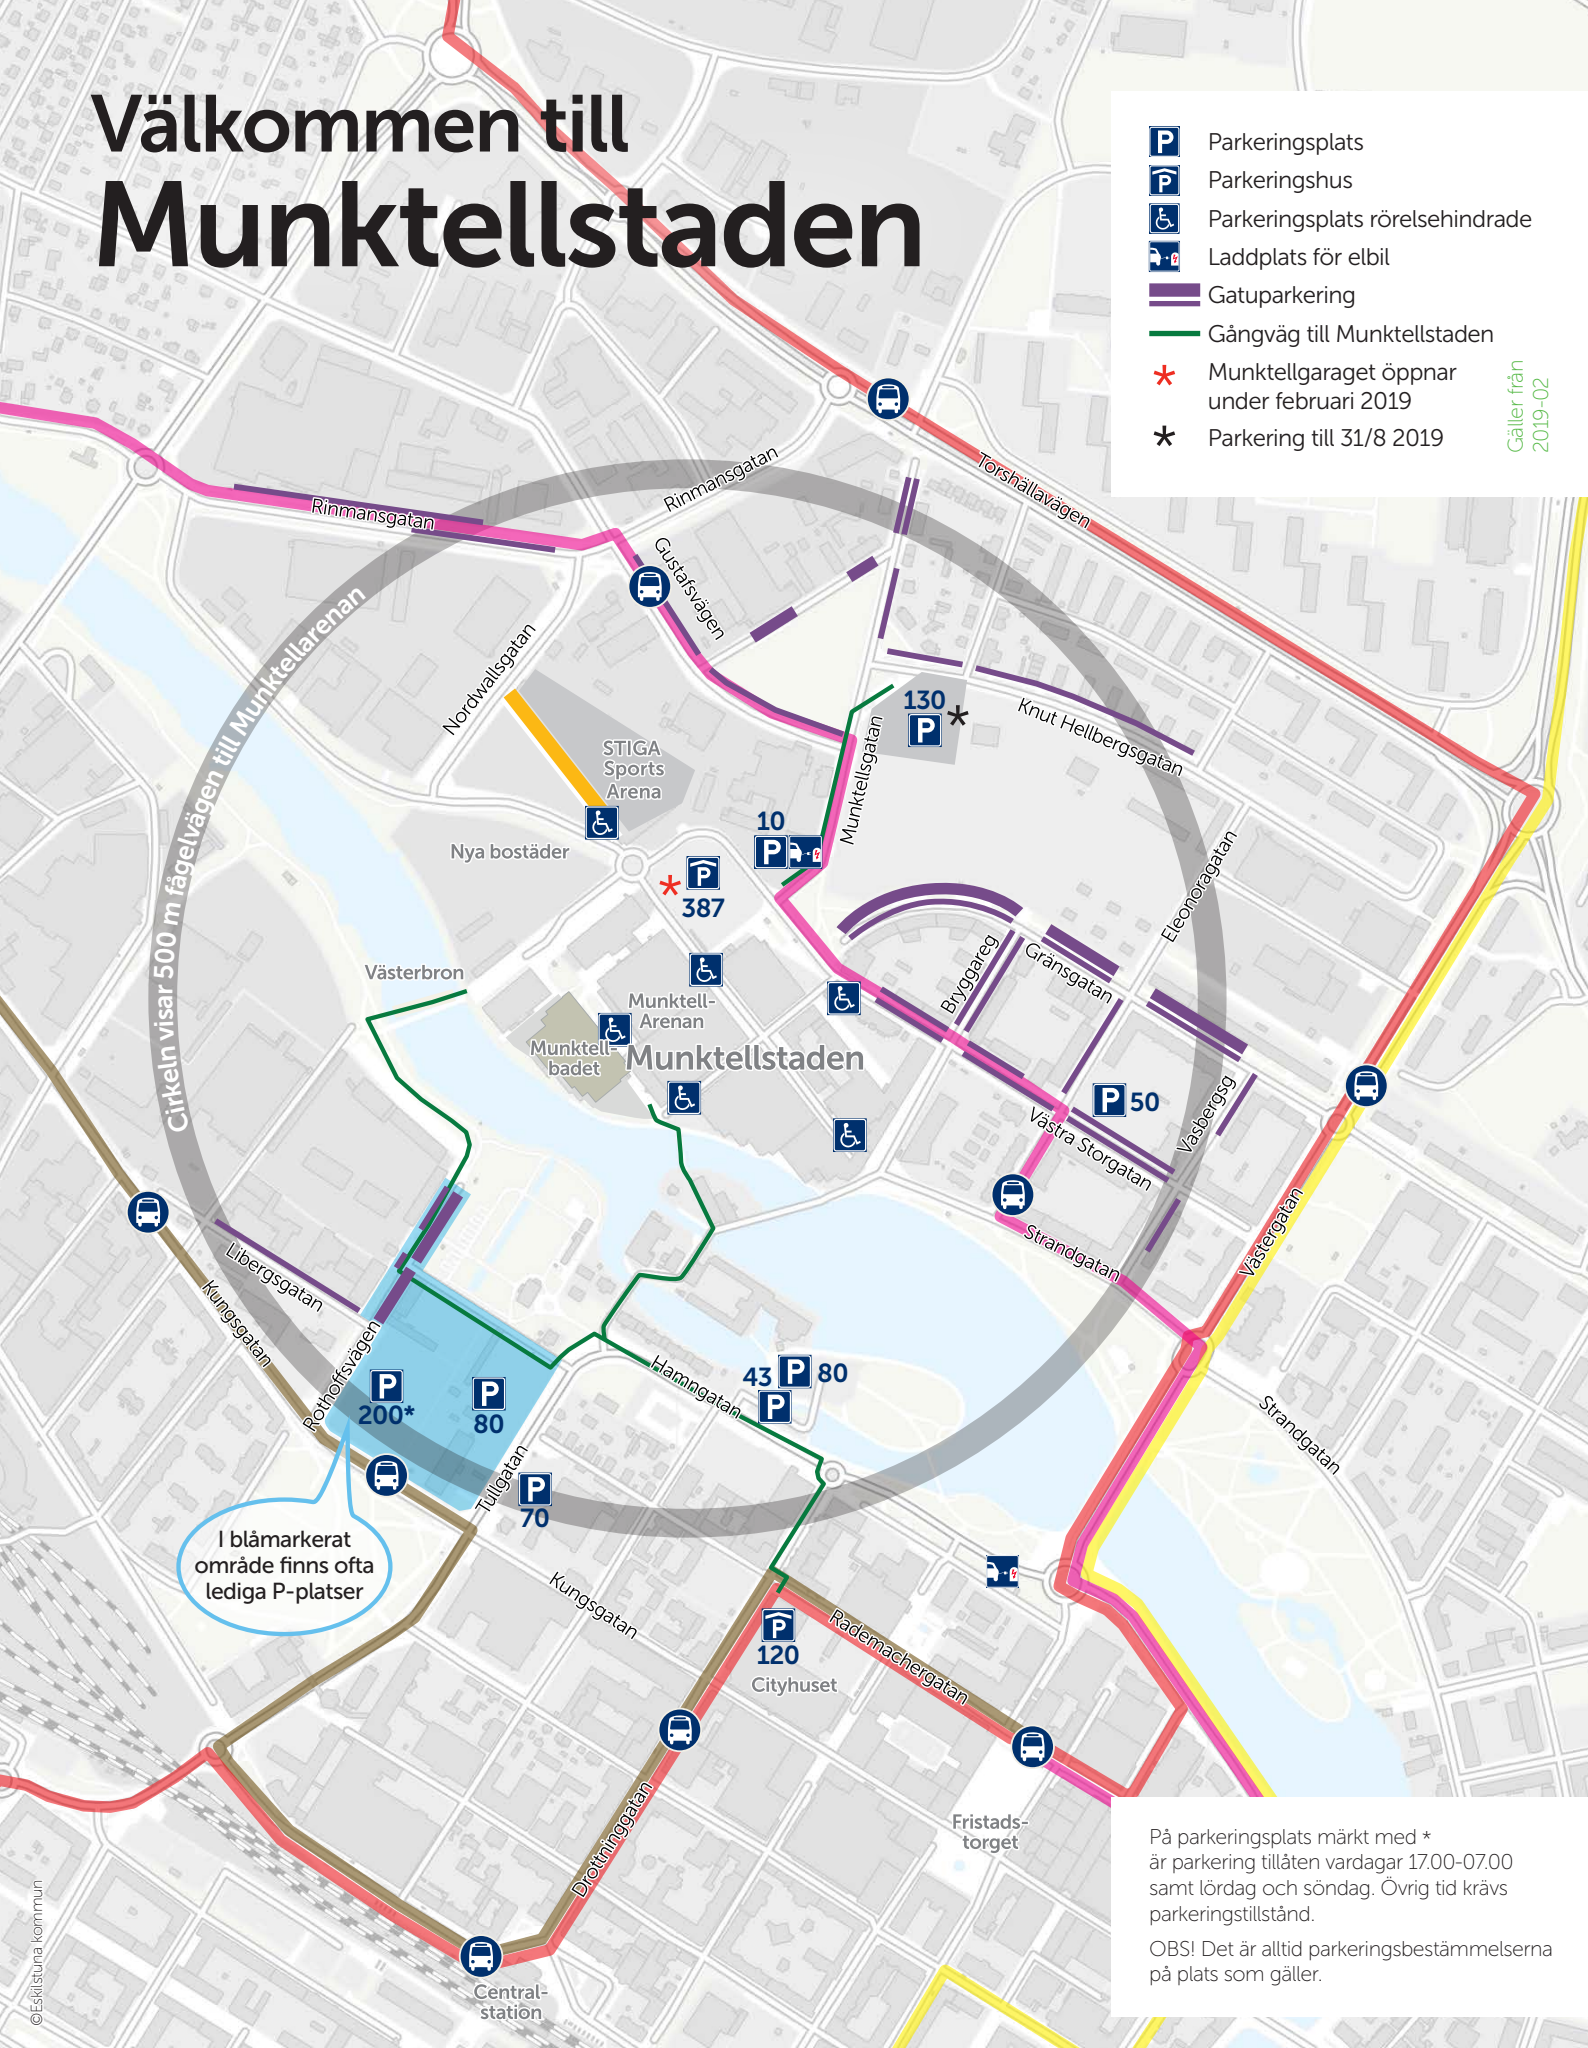 Välkommen till
Munktellstaden
P Parkeringsplats
P Parkeringshus
Parkeringsplats rörelsehindrade
Laddplats för elbil
Gatuparkering
Gångväg till Munktellstaden
* Munktellgaraget öppnar
under februari 2019
* Parkering till 31/8 2019
Gäller från
2019-02
Torshällavägen
Rinmansgatan
Rinmansgatan
Gustafsvägen
Nordwallsgatan
Cirkeln visar 500 m fågelvägen till Munktellarenan
130
P *
Knut Hellbergsgatan
Munktellsgatan
STIGA
Sports
Arena
10
P
Nya bostäder
* P
387
Eleonoragatan
Bryggareg
Gränsgatan
Västerbron
Munktell-
Arenan
Munktell-
badet
Munktellstaden
P 50
Vasbergsg
Västra Storgatan
Västergatan
Strandgatan
Strandgatan
Libergsgatan
Kungsgatan
Rothoffsvägen
P
200*
P
80
Hamngatan
43 P 80
P
Tullgatan
P
70
I blåmarkerat
område finns ofta
lediga P-platser
Kungsgatan
P
120
Cityhuset
Rademachergatan
Drottninggatan
Fristads-
torget
Central-
station
På parkeringsplats märkt med *
är parkering tillåten vardagar 17.00-07.00
samt lördag och söndag. Övrig tid krävs
parkeringstillstånd.
OBS! Det är alltid parkeringsbestämmelserna
på plats som gäller.
©Eskilstuna kommun